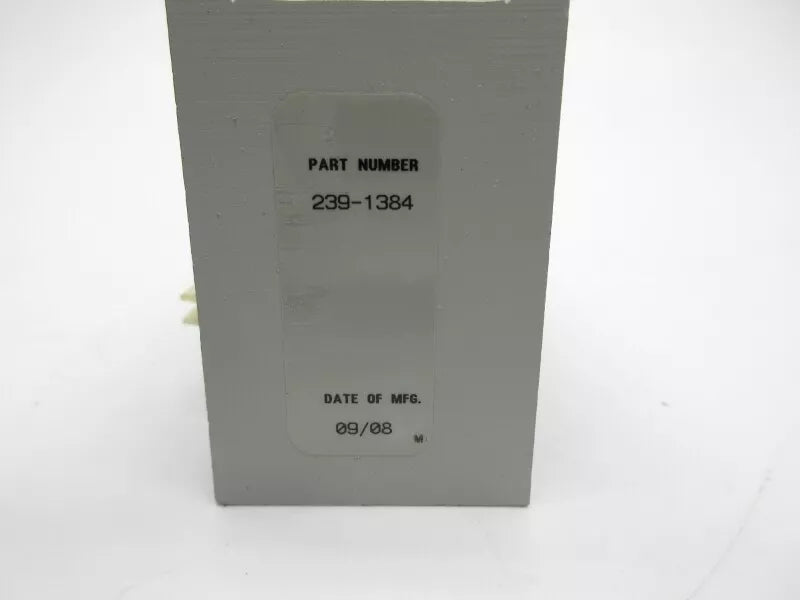 PART NUMBER
239-1384
DATE OF MFG.
09/08
M